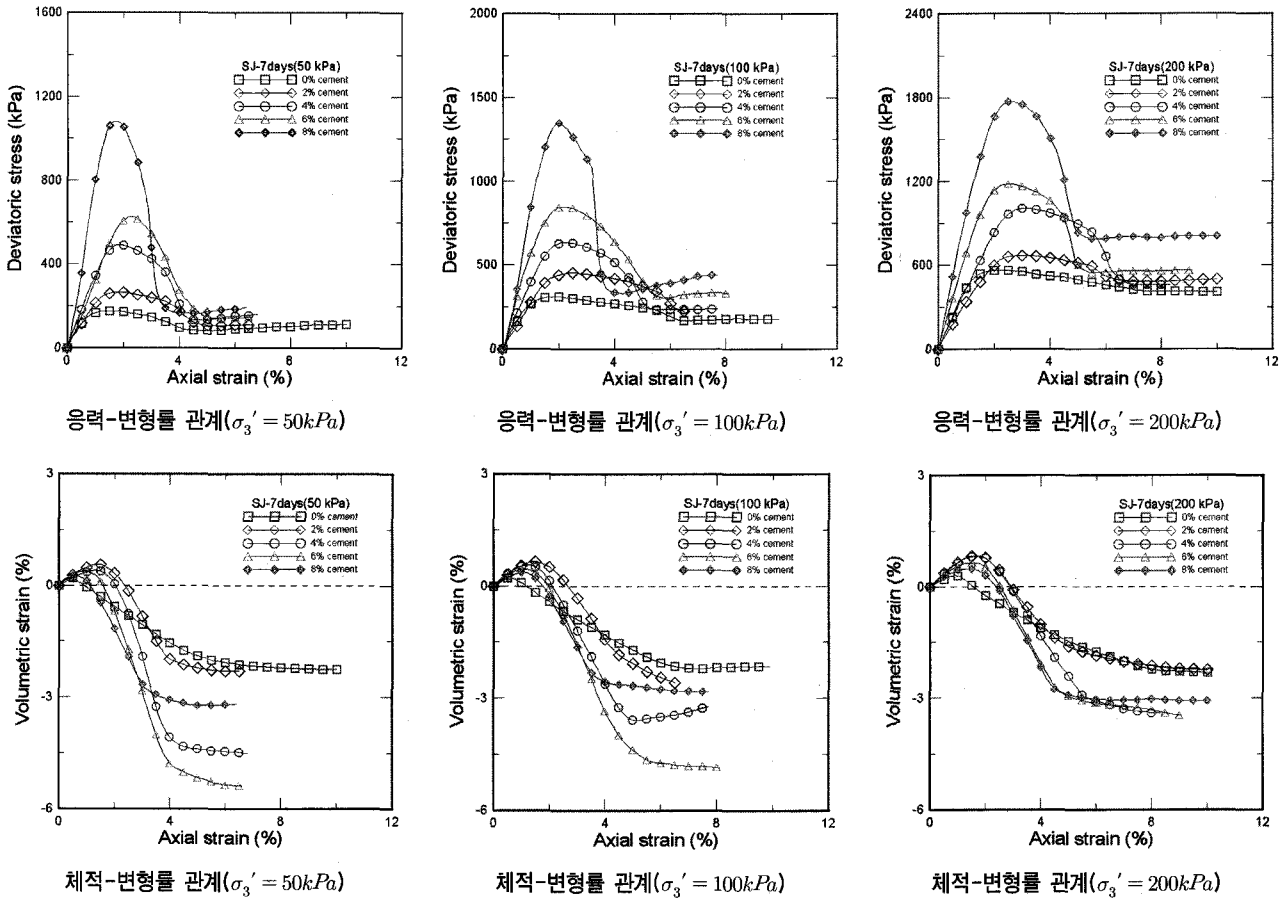 1600
1200
900
600
300
0
0
4
8
12
Deviatoric stress (kPa)
Axial strain (%)
SJ-7days(50 kPa)
0% cement
2% cement
4% cement
6% cement
8% cement
응력-변형률 관계(σ₃′ = 50kPa)
2000
1500
1000
500
0
0
4
8
12
Deviatoric stress (kPa)
Axial strain (%)
SJ-7days(100 kPa)
0% cement
2% cement
4% cement
6% cement
8% cement
응력-변형률 관계(σ₃′ = 100kPa)
2400
1800
1200
600
0
0
4
8
12
Deviatoric stress (kPa)
Axial strain (%)
SJ-7days(200 kPa)
0% cement
2% cement
4% cement
6% cement
8% cement
응력-변형률 관계(σ₃′ = 200kPa)
3
0
-3
-6
0
4
8
12
Volumetric strain (%)
Axial strain (%)
SJ-7days(50 kPa)
0% cement
2% cement
4% cement
6% cement
8% cement
체적-변형률 관계(σ₃′ = 50kPa)
3
0
-3
-6
0
4
8
12
Volumetric strain (%)
Axial strain (%)
SJ-7days(100 kPa)
0% cement
2% cement
4% cement
6% cement
8% cement
체적-변형률 관계(σ₃′ = 100kPa)
3
0
-3
-6
0
4
8
12
Volumetric strain (%)
Axial strain (%)
SJ-7days(200 kPa)
0% cement
2% cement
4% cement
6% cement
8% cement
체적-변형률 관계(σ₃′ = 200kPa)